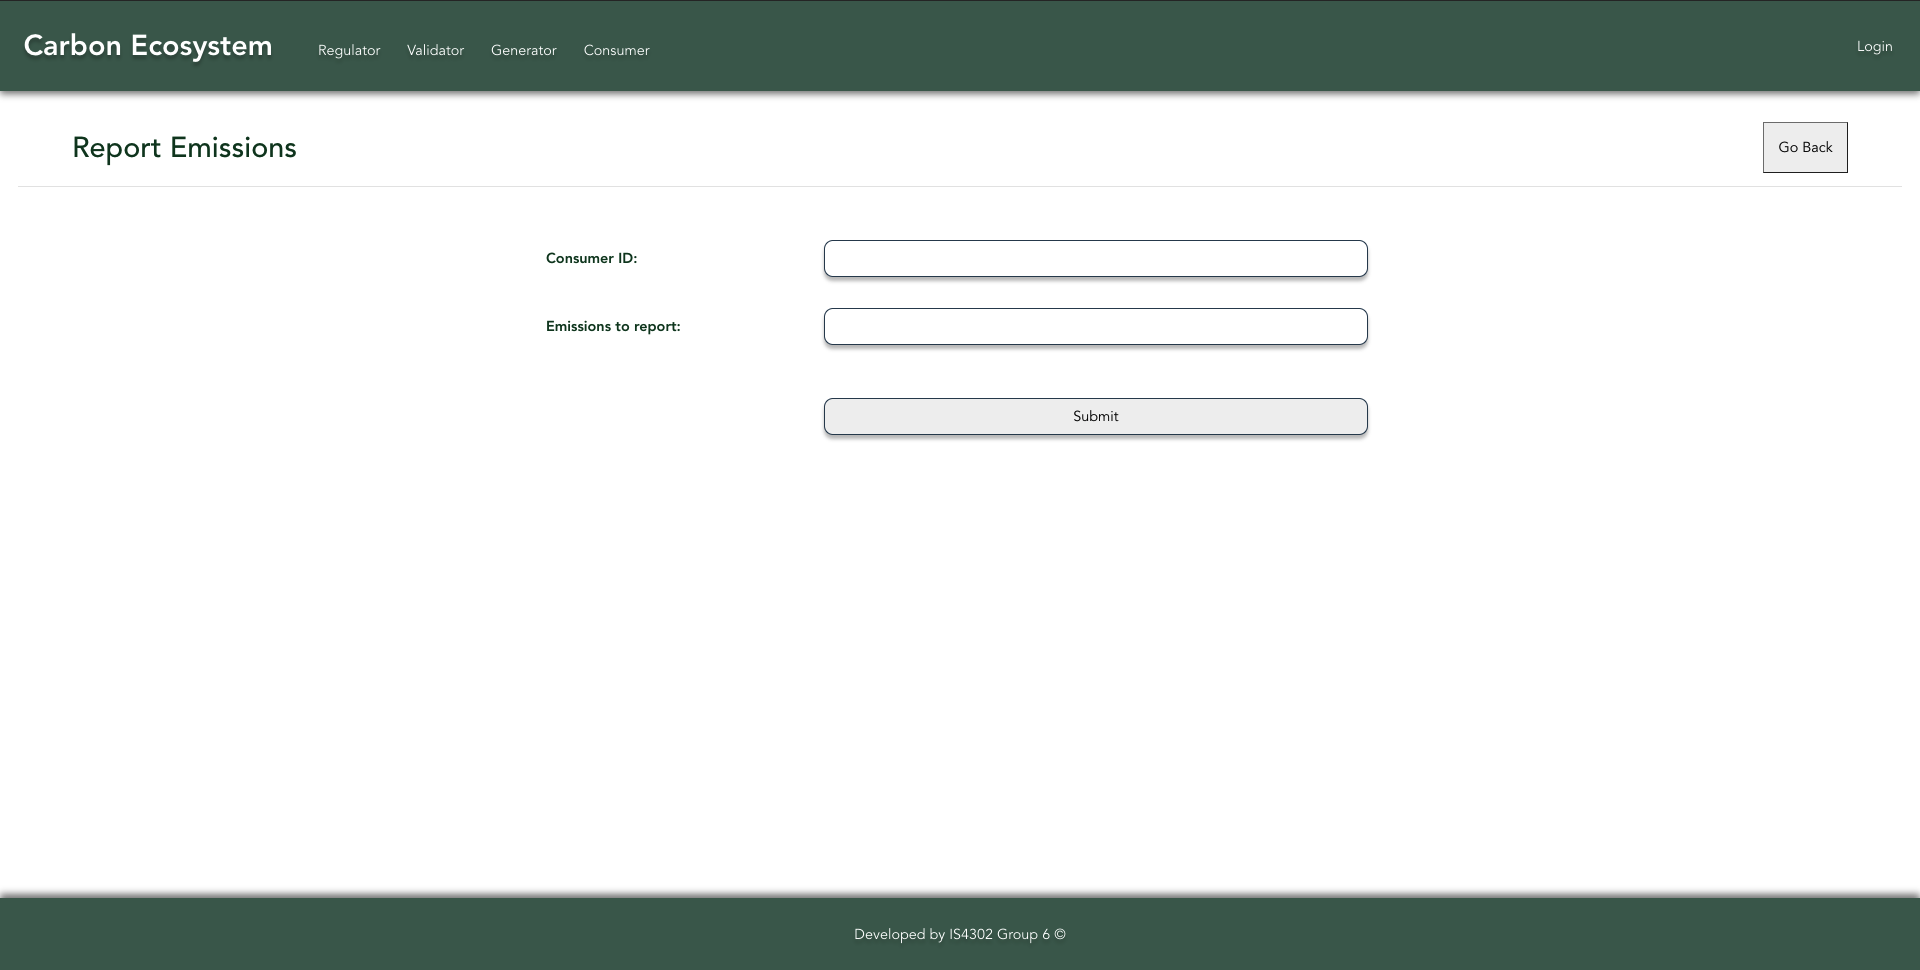 Carbon Ecosystem Regulator Validator Generator Consumer Login
Report Emissions Go Back
Consumer ID:
Emissions to report:
Submit
Developed by IS4302 Group 6 ©